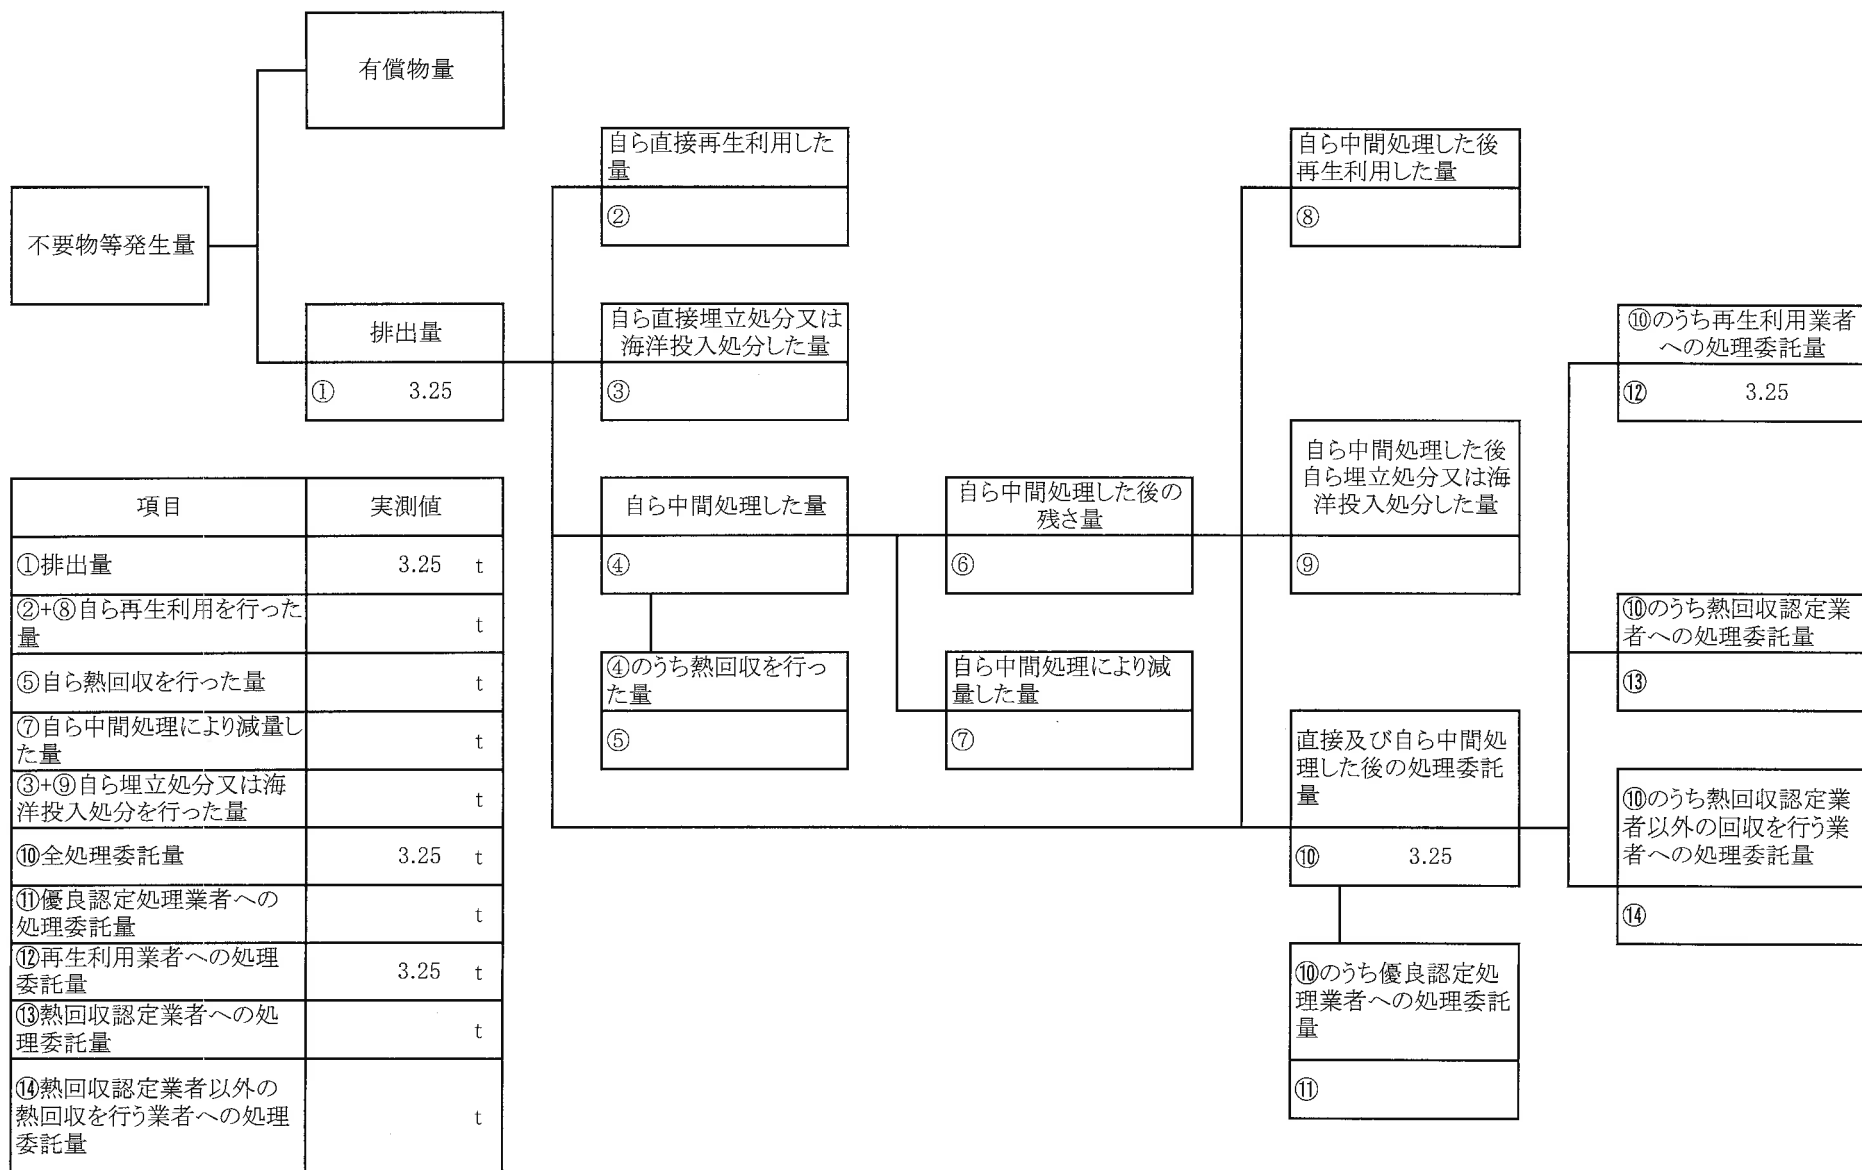 有償物量
不要物等発生量
排出量
① 3.25
自ら直接再生利用した
量
②
自ら直接埋立処分又は
海洋投入処分した量
③
自ら中間処理した量
④
④のうち熱回収を行っ
た量
⑤
自ら中間処理した後の
残さ量
⑥
自ら中間処理により減
量した量
⑦
自ら中間処理した後
再生利用した量
⑧
自ら中間処理した後
自ら埋立処分又は海
洋投入処分した量
⑨
直接及び自ら中間処
理した後の処理委託
量
⑩ 3.25
⑩のうち優良認定処
理業者への処理委託
量
⑪
⑩のうち再生利用業者
への処理委託量
⑫ 3.25
⑩のうち熱回収認定業
者への処理委託量
⑬
⑩のうち熱回収認定業
者以外の回収を行う業
者への処理委託量
⑭
項目 実測値
①排出量 3.25 t
②+⑧自ら再生利用を行った
量 t
⑤自ら熱回収を行った量 t
⑦自ら中間処理により減量し
た量 t
③+⑨自ら埋立処分又は海
洋投入処分を行った量 t
⑩全処理委託量 3.25 t
⑪優良認定処理業者への
処理委託量 t
⑫再生利用業者への処理
委託量 3.25 t
⑬熱回収認定業者への処
理委託量 t
⑭熱回収認定業者以外の
熱回収を行う業者への処理
委託量 t